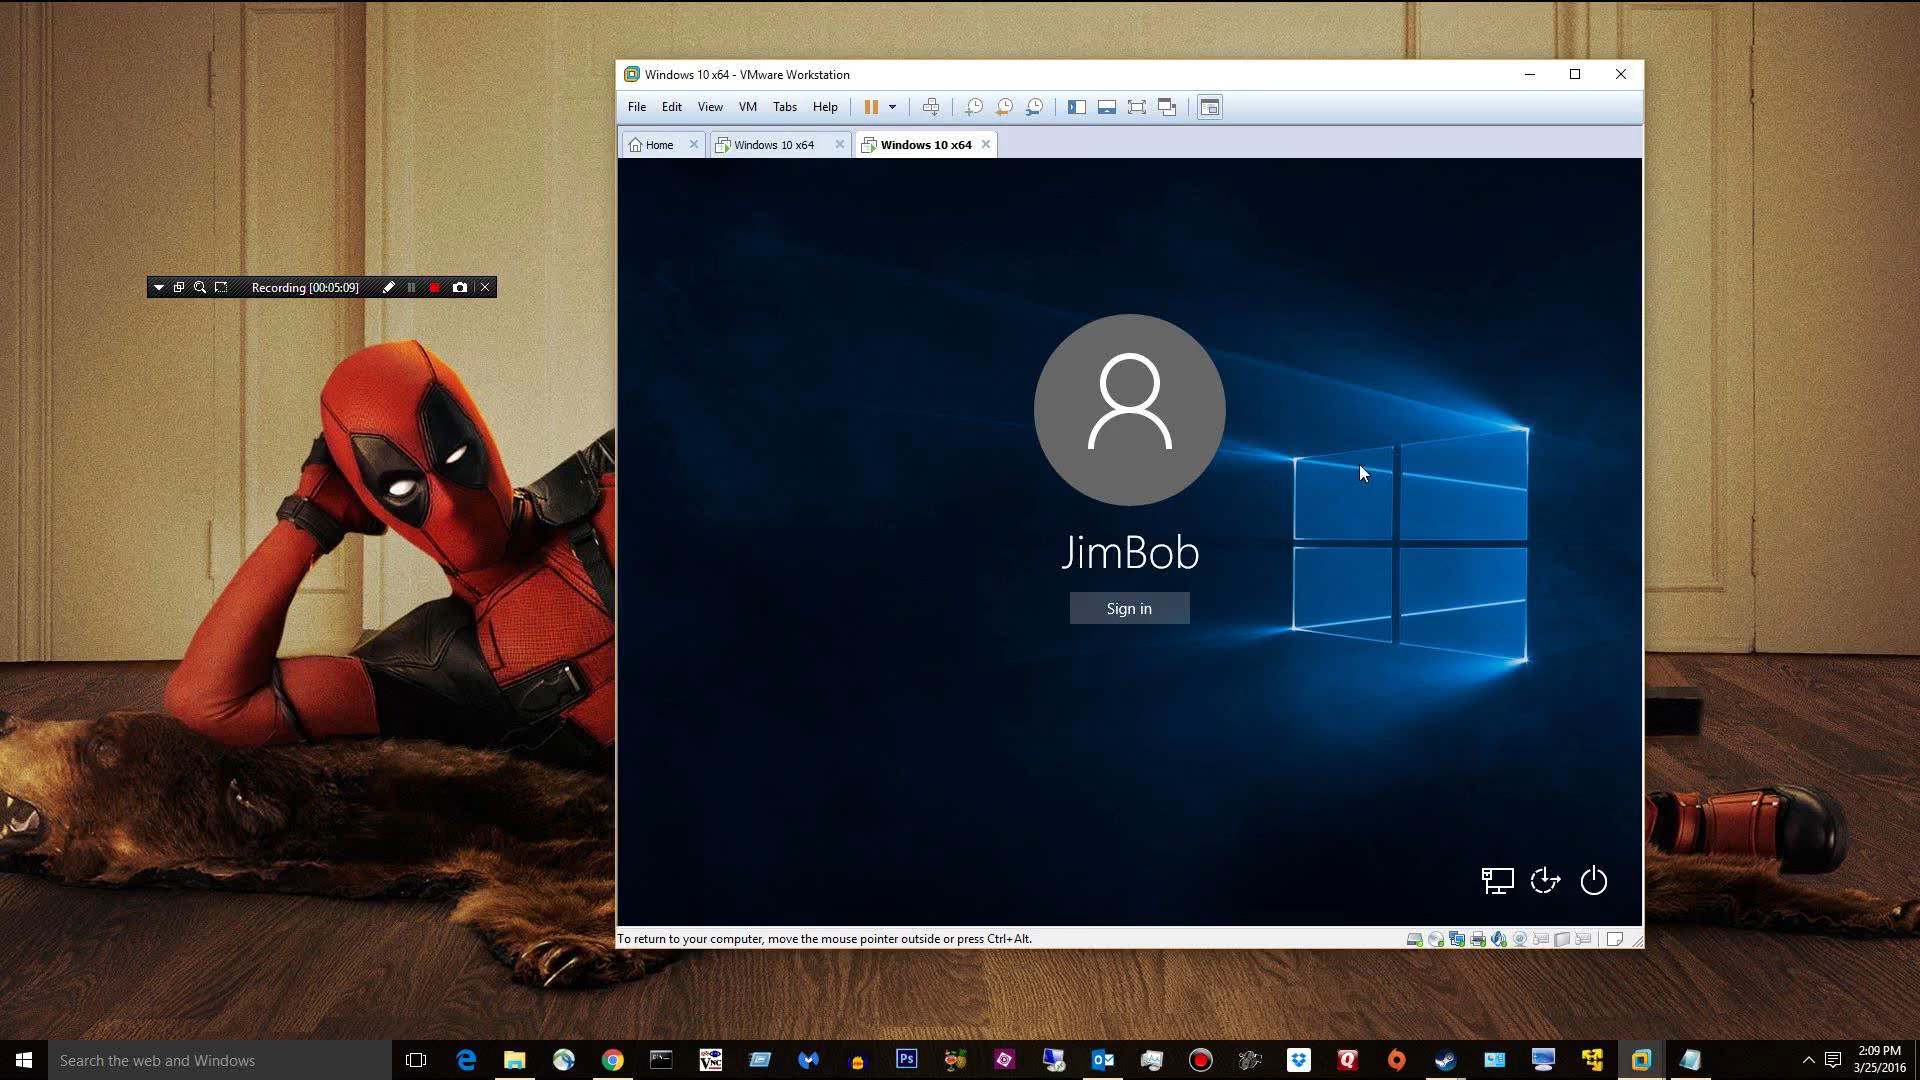 Windows 10 x64 - VMware Workstation
File Edit View VM Tabs Help
Home Windows 10 x64 Windows 10 x64
Recording [00:05:09]
JimBob
Sign in
To return to your computer, move the mouse pointer outside or press Ctrl+Alt.
Search the web and Windows
VNC
Ps
2:09 PM
3/25/2016